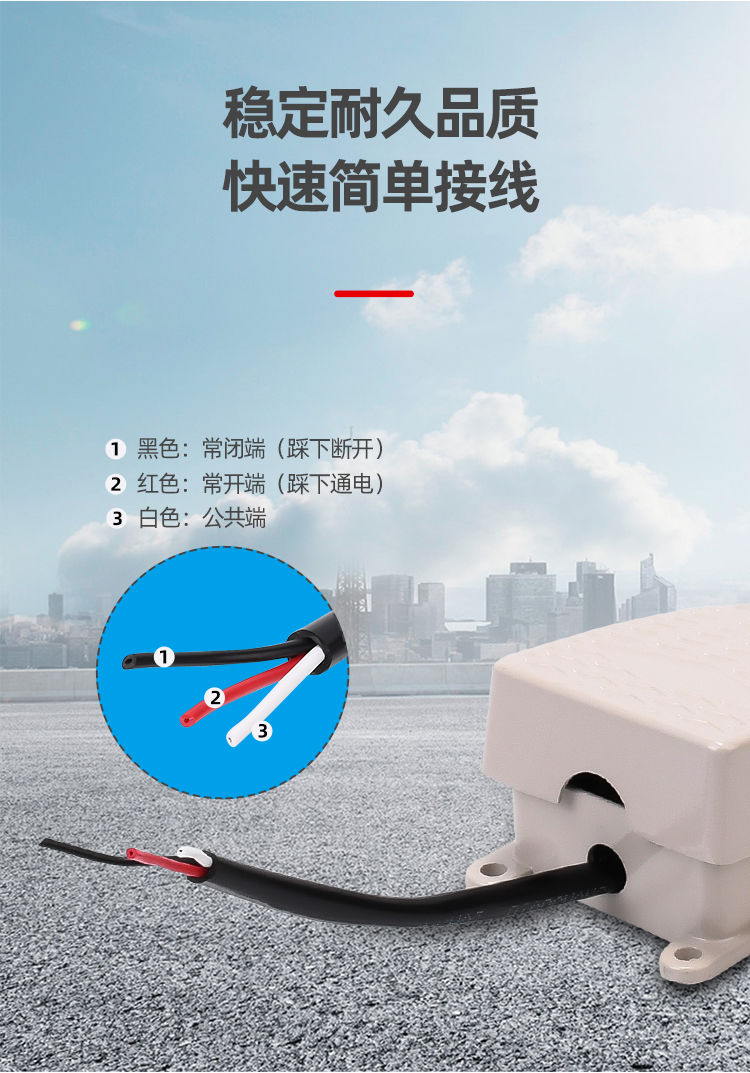 稳定耐久品质
快速简单接线
1 黑色：常闭端（踩下断开）
2 红色：常开端（踩下通电）
3 白色：公共端
1
2
3